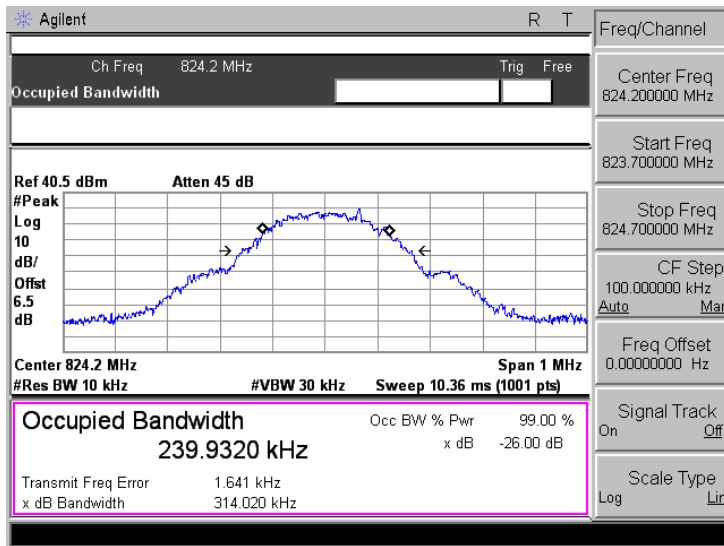 Agilent R T
Ch Freq 824.2 MHz Trig Free
Occupied Bandwidth
Ref 40.5 dBm Atten 45 dB
#Peak
Log
10
dB/
Offst
6.5
dB
Center 824.2 MHz Span 1 MHz
#Res BW 10 kHz #VBW 30 kHz Sweep 10.36 ms (1001 pts)
Occupied Bandwidth Occ BW % Pwr 99.00 %
239.9320 kHz x dB -26.00 dB
Transmit Freq Error 1.641 kHz
x dB Bandwidth 314.020 kHz
Freq/Channel
Center Freq
824.200000 MHz
Start Freq
823.700000 MHz
Stop Freq
824.700000 MHz
CF Step
100.000000 kHz
Auto Man
Freq Offset
0.00000000 Hz
Signal Track
On Off
Scale Type
Log Lin